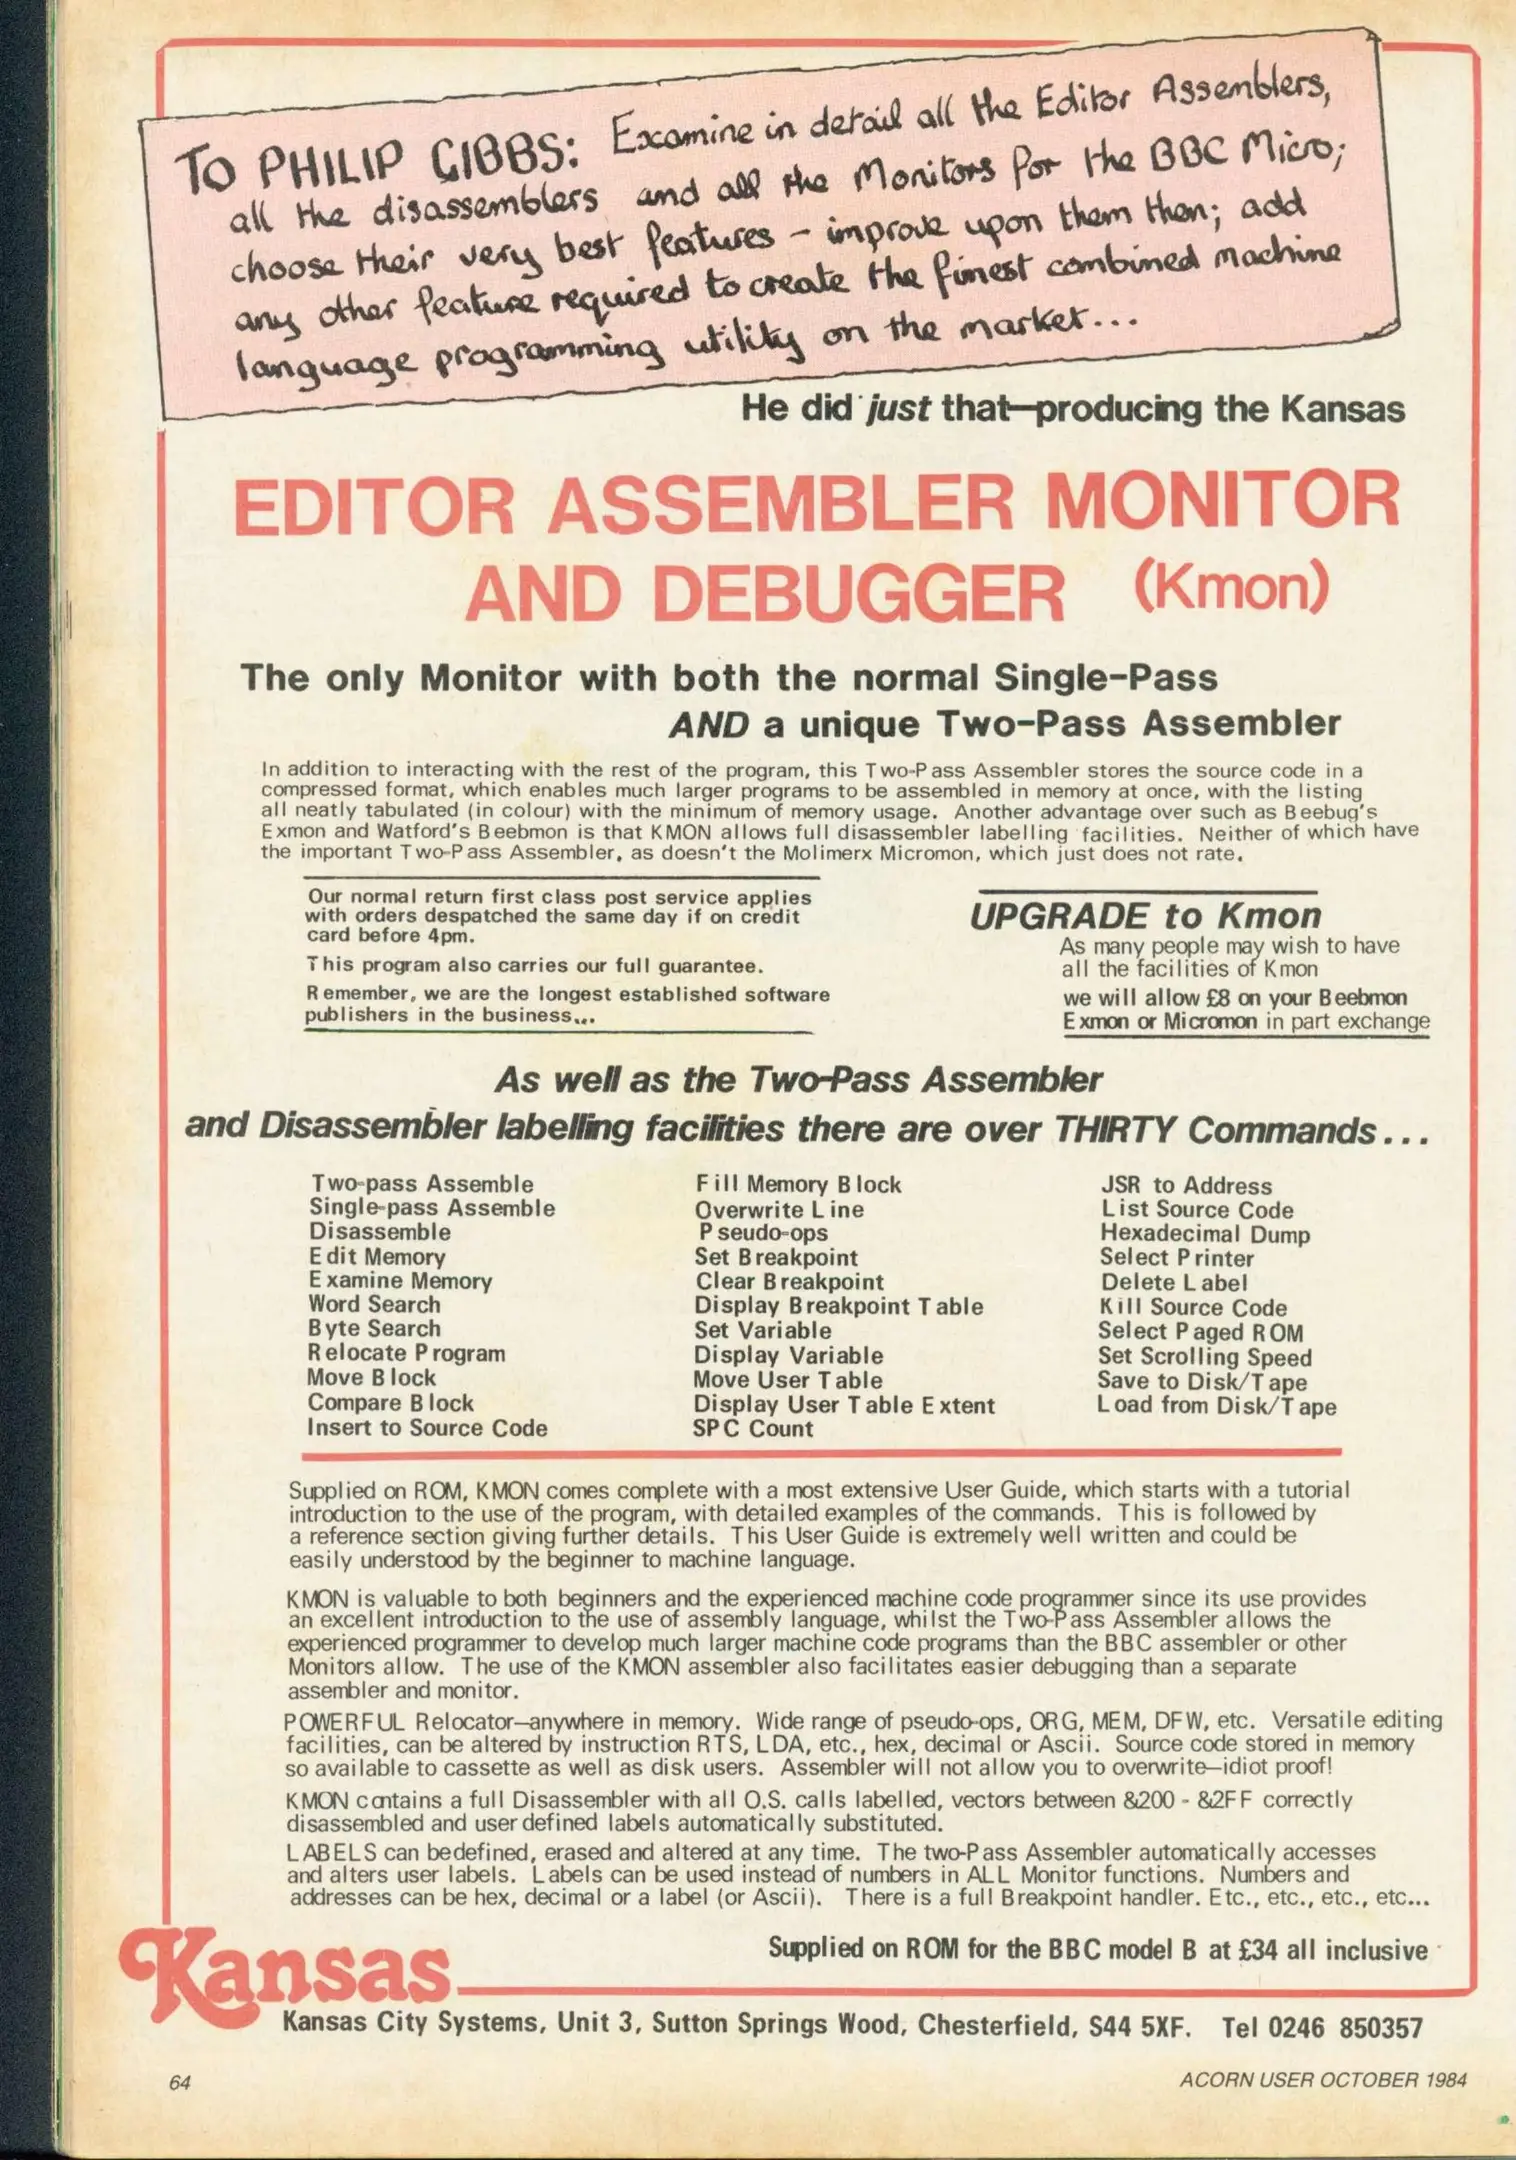 TO PHILIP GIBBS: Examine in detail all the Editor Assemblers,
all the disassemblers and all the Monitors for the BBC Micro;
choose their very best features - improve upon them then; add
any other feature required to create the finest combined machine
language programming utility on the market...
He did just that—producing the Kansas
EDITOR ASSEMBLER MONITOR
AND DEBUGGER (Kmon)
The only Monitor with both the normal Single-Pass
AND a unique Two-Pass Assembler
In addition to interacting with the rest of the program, this Two-Pass Assembler stores the source code in a
compressed format, which enables much larger programs to be assembled in memory at once, with the listing
all neatly tabulated (in colour) with the minimum of memory usage. Another advantage over such as Beebug's
Exmon and Watford's Beebmon is that KMON allows full disassembler labelling facilities. Neither of which have
the important Two-Pass Assembler, as doesn't the Molimerx Micromon, which just does not rate.
Our normal return first class post service applies
with orders despatched the same day if on credit
card before 4pm.
This program also carries our full guarantee.
Remember, we are the longest established software
publishers in the business...
UPGRADE to Kmon
As many people may wish to have
all the facilities of Kmon
we will allow £8 on your Beebmon
Exmon or Micromon in part exchange
As well as the Two-Pass Assembler
and Disassembler labelling facilities there are over THIRTY Commands...
Two-pass Assemble
Single-pass Assemble
Disassemble
Edit Memory
Examine Memory
Word Search
Byte Search
Relocate Program
Move Block
Compare Block
Insert to Source Code
Fill Memory Block
Overwrite Line
Pseudo-ops
Set Breakpoint
Clear Breakpoint
Display Breakpoint Table
Set Variable
Display Variable
Move User Table
Display User Table Extent
SPC Count
JSR to Address
List Source Code
Hexadecimal Dump
Select Printer
Delete Label
Kill Source Code
Select Paged ROM
Set Scrolling Speed
Save to Disk/Tape
Load from Disk/Tape
Supplied on ROM, KMON comes complete with a most extensive User Guide, which starts with a tutorial
introduction to the use of the program, with detailed examples of the commands. This is followed by
a reference section giving further details. This User Guide is extremely well written and could be
easily understood by the beginner to machine language.
KMON is valuable to both beginners and the experienced machine code programmer since its use provides
an excellent introduction to the use of assembly language, whilst the Two-Pass Assembler allows the
experienced programmer to develop much larger machine code programs than the BBC assembler or other
Monitors allow. The use of the KMON assembler also facilitates easier debugging than a separate
assembler and monitor.
POWERFUL Relocator—anywhere in memory. Wide range of pseudo-ops, ORG, MEM, DFW, etc. Versatile editing
facilities, can be altered by instruction RTS, LDA, etc., hex, decimal or Ascii. Source code stored in memory
so available to cassette as well as disk users. Assembler will not allow you to overwrite—idiot proof!
KMON contains a full Disassembler with all O.S. calls labelled, vectors between &200 - &2FF correctly
disassembled and user defined labels automatically substituted.
LABELS can bedefined, erased and altered at any time. The two-Pass Assembler automatically accesses
and alters user labels. Labels can be used instead of numbers in ALL Monitor functions. Numbers and
addresses can be hex, decimal or a label (or Ascii). There is a full Breakpoint handler. Etc., etc., etc., etc...
Supplied on ROM for the BBC model B at £34 all inclusive
Kansas
Kansas City Systems, Unit 3, Sutton Springs Wood, Chesterfield, S44 5XF. Tel 0246 850357
64
ACORN USER OCTOBER 1984